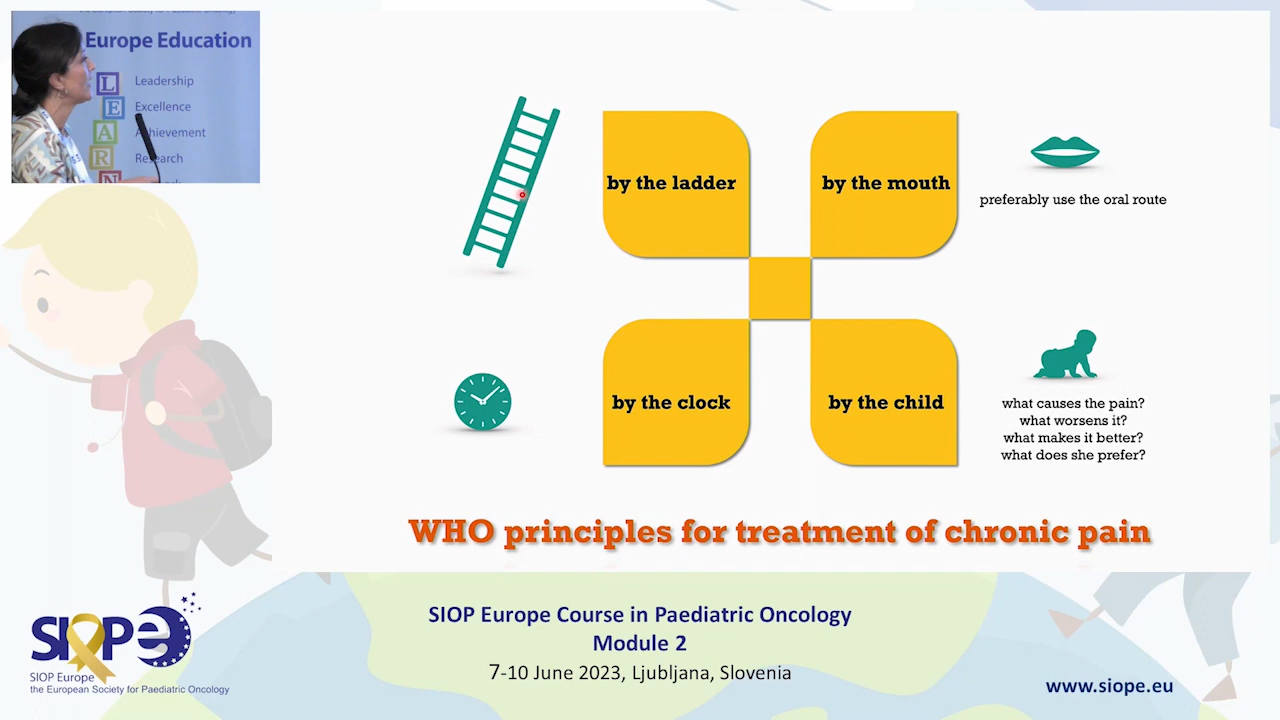 Europe Education
L Leadership
E Excellence
A Achievement
R Research
N
by the ladder
by the mouth
preferably use the oral route
by the clock
by the child
what causes the pain?
what worsens it?
what makes it better?
what does she prefer?
WHO principles for treatment of chronic pain
SIOP Europe Course in Paediatric Oncology
Module 2
7-10 June 2023, Ljubljana, Slovenia
SIOPe
SIOP Europe
the European Society for Paediatric Oncology
www.siope.eu